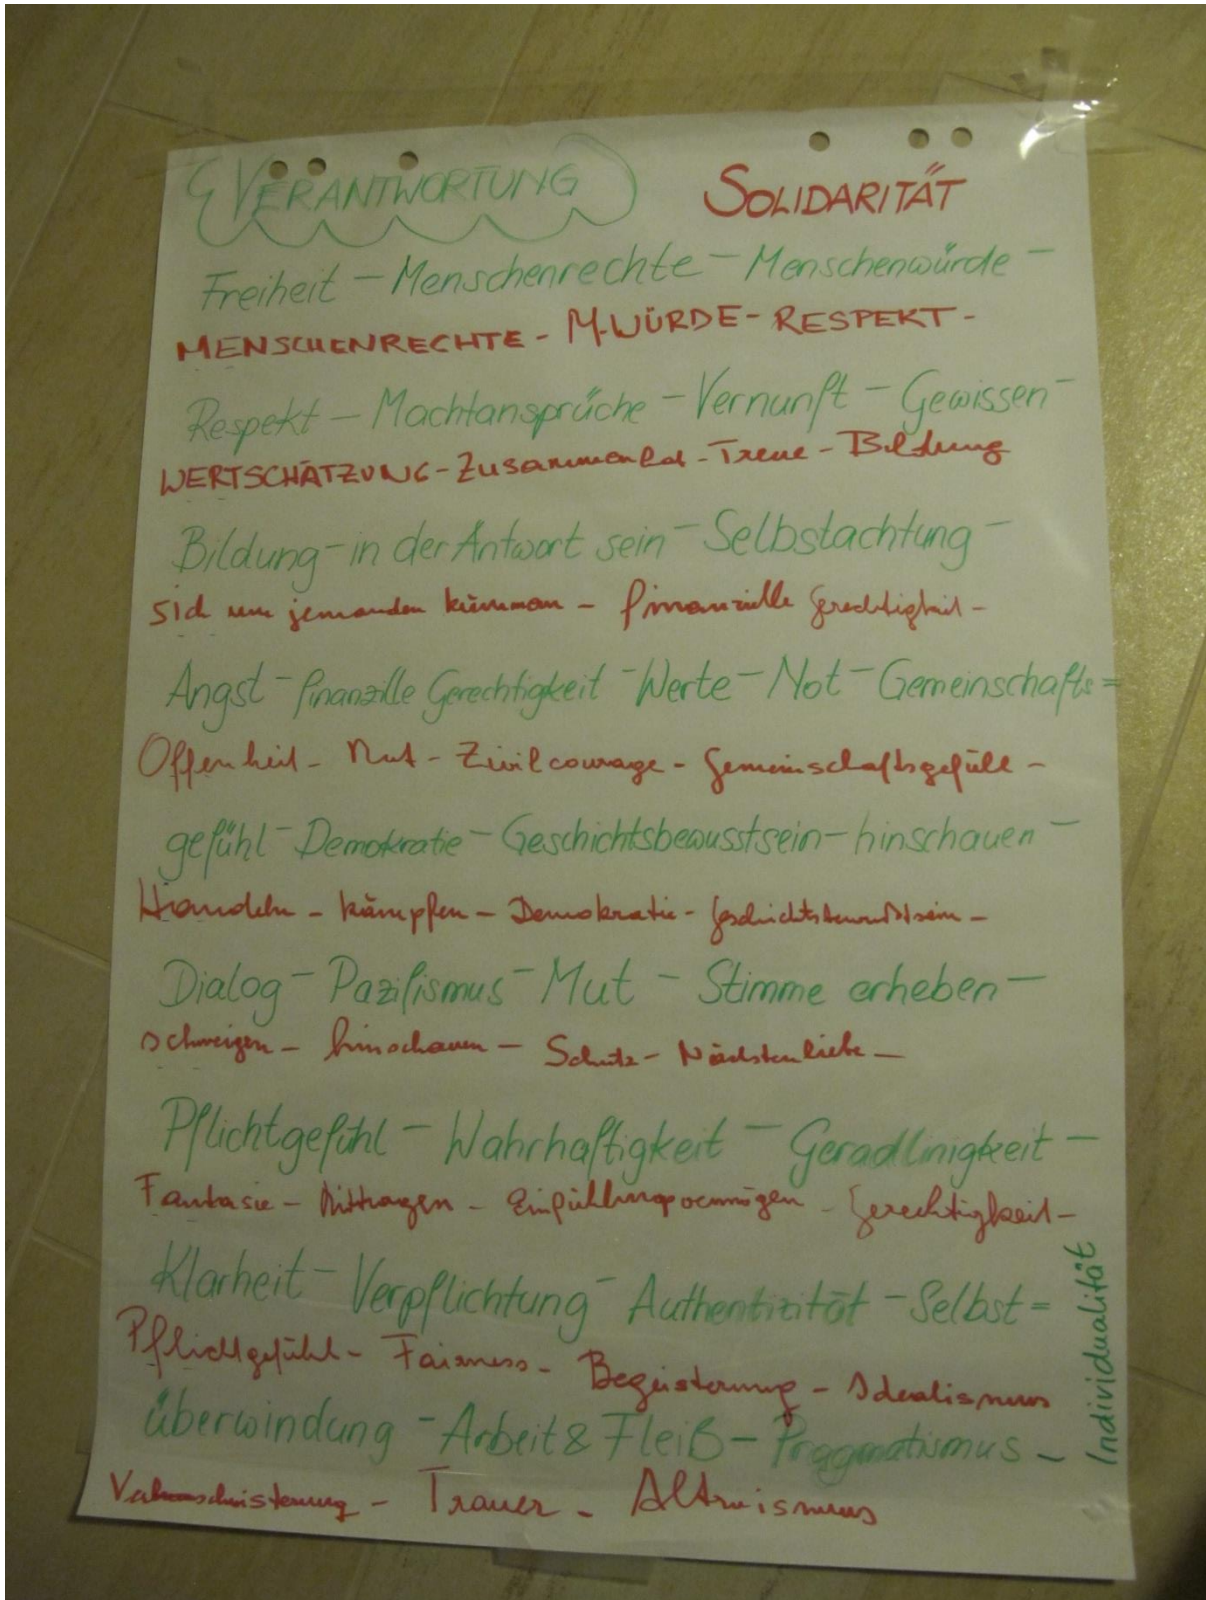 VERANTWORTUNG SOLIDARITÄT
Freiheit – Menschenrechte – Menschenwürde –
MENSCHENRECHTE - M-WÜRDE - RESPEKT -
Respekt – Machtansprüche – Vernunft – Gewissen –
WERTSCHÄTZUNG - Zusammenhalt - Treue - Bildung
Bildung – in der Antwort sein – Selbstachtung –
sich um jemanden kümmern – finanzielle Gerechtigkeit –
Angst – finanzille Gerechtigkeit – Werte – Not – Gemeinschafts=
Offenheit – Mut – Zivilcourage – Gemeinschaftsgefühl –
gefühl – Demokratie – Geschichtsbewusstsein – hinschauen –
Handeln – kämpfen – Demokratie – Geschichtsbewußtsein –
Dialog – Pazifismus – Mut – Stimme erheben –
schweigen – hinschauen – Schutz – Nächstenliebe –
Pflichtgefühl – Wahrhaftigkeit – Geradlinigkeit –
Fantasie – Mittragen – Einfühlungsvermögen – Gerechtigkeit –
Klarheit – Verpflichtung – Authentizität – Selbst=
Pflichtgefühl – Fairness – Begeisterung – Idealismus
überwindung – Arbeit & Fleiß – Pragmatismus –
Trauer – Altruismus
Individualität